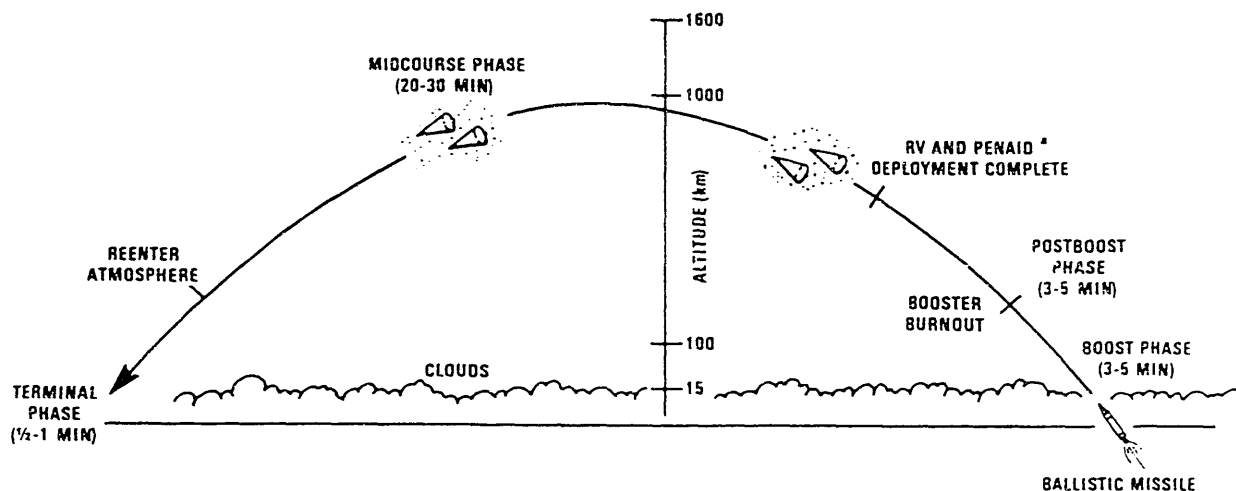 1600
MIDCOURSE PHASE
(20-30 MIN)
1000
RV AND PENAID *
DEPLOYMENT COMPLETE
ALTITUDE (km)
REENTER
ATMOSPHERE
POSTBOOST
PHASE
(3-5 MIN)
BOOSTER
BURNOUT
100
CLOUDS
BOOST PHASE
(3-5 MIN)
15
TERMINAL
PHASE
(½-1 MIN)
BALLISTIC MISSILE